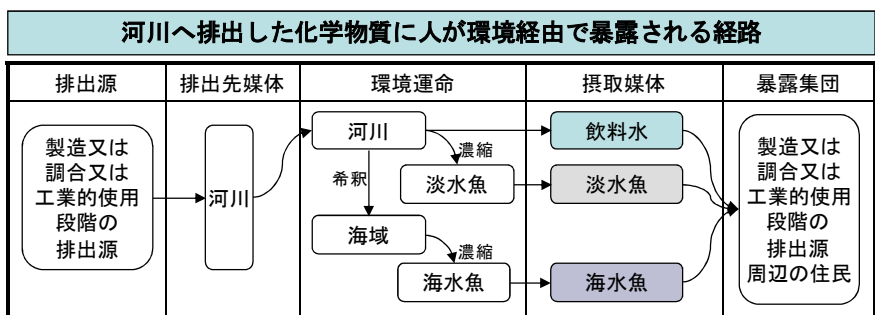 河川へ排出した化学物質に人が環境経由で暴露される経路
排出源
排出先媒体
環境運命
摂取媒体
暴露集団
製造又は
調合又は
工業的使用
段階の
排出源
河川
河川
濃縮
希釈
淡水魚
海域
濃縮
海水魚
飲料水
淡水魚
海水魚
製造又は
調合又は
工業的使用
段階の
排出源
周辺の住民